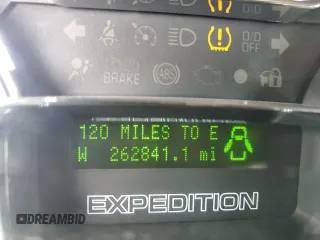 O/D
OFF
O/D
OFF
BRAKE
ABS
120 MILES TO E
W 262841.1 mi
EXPEDITION
DREAMBID